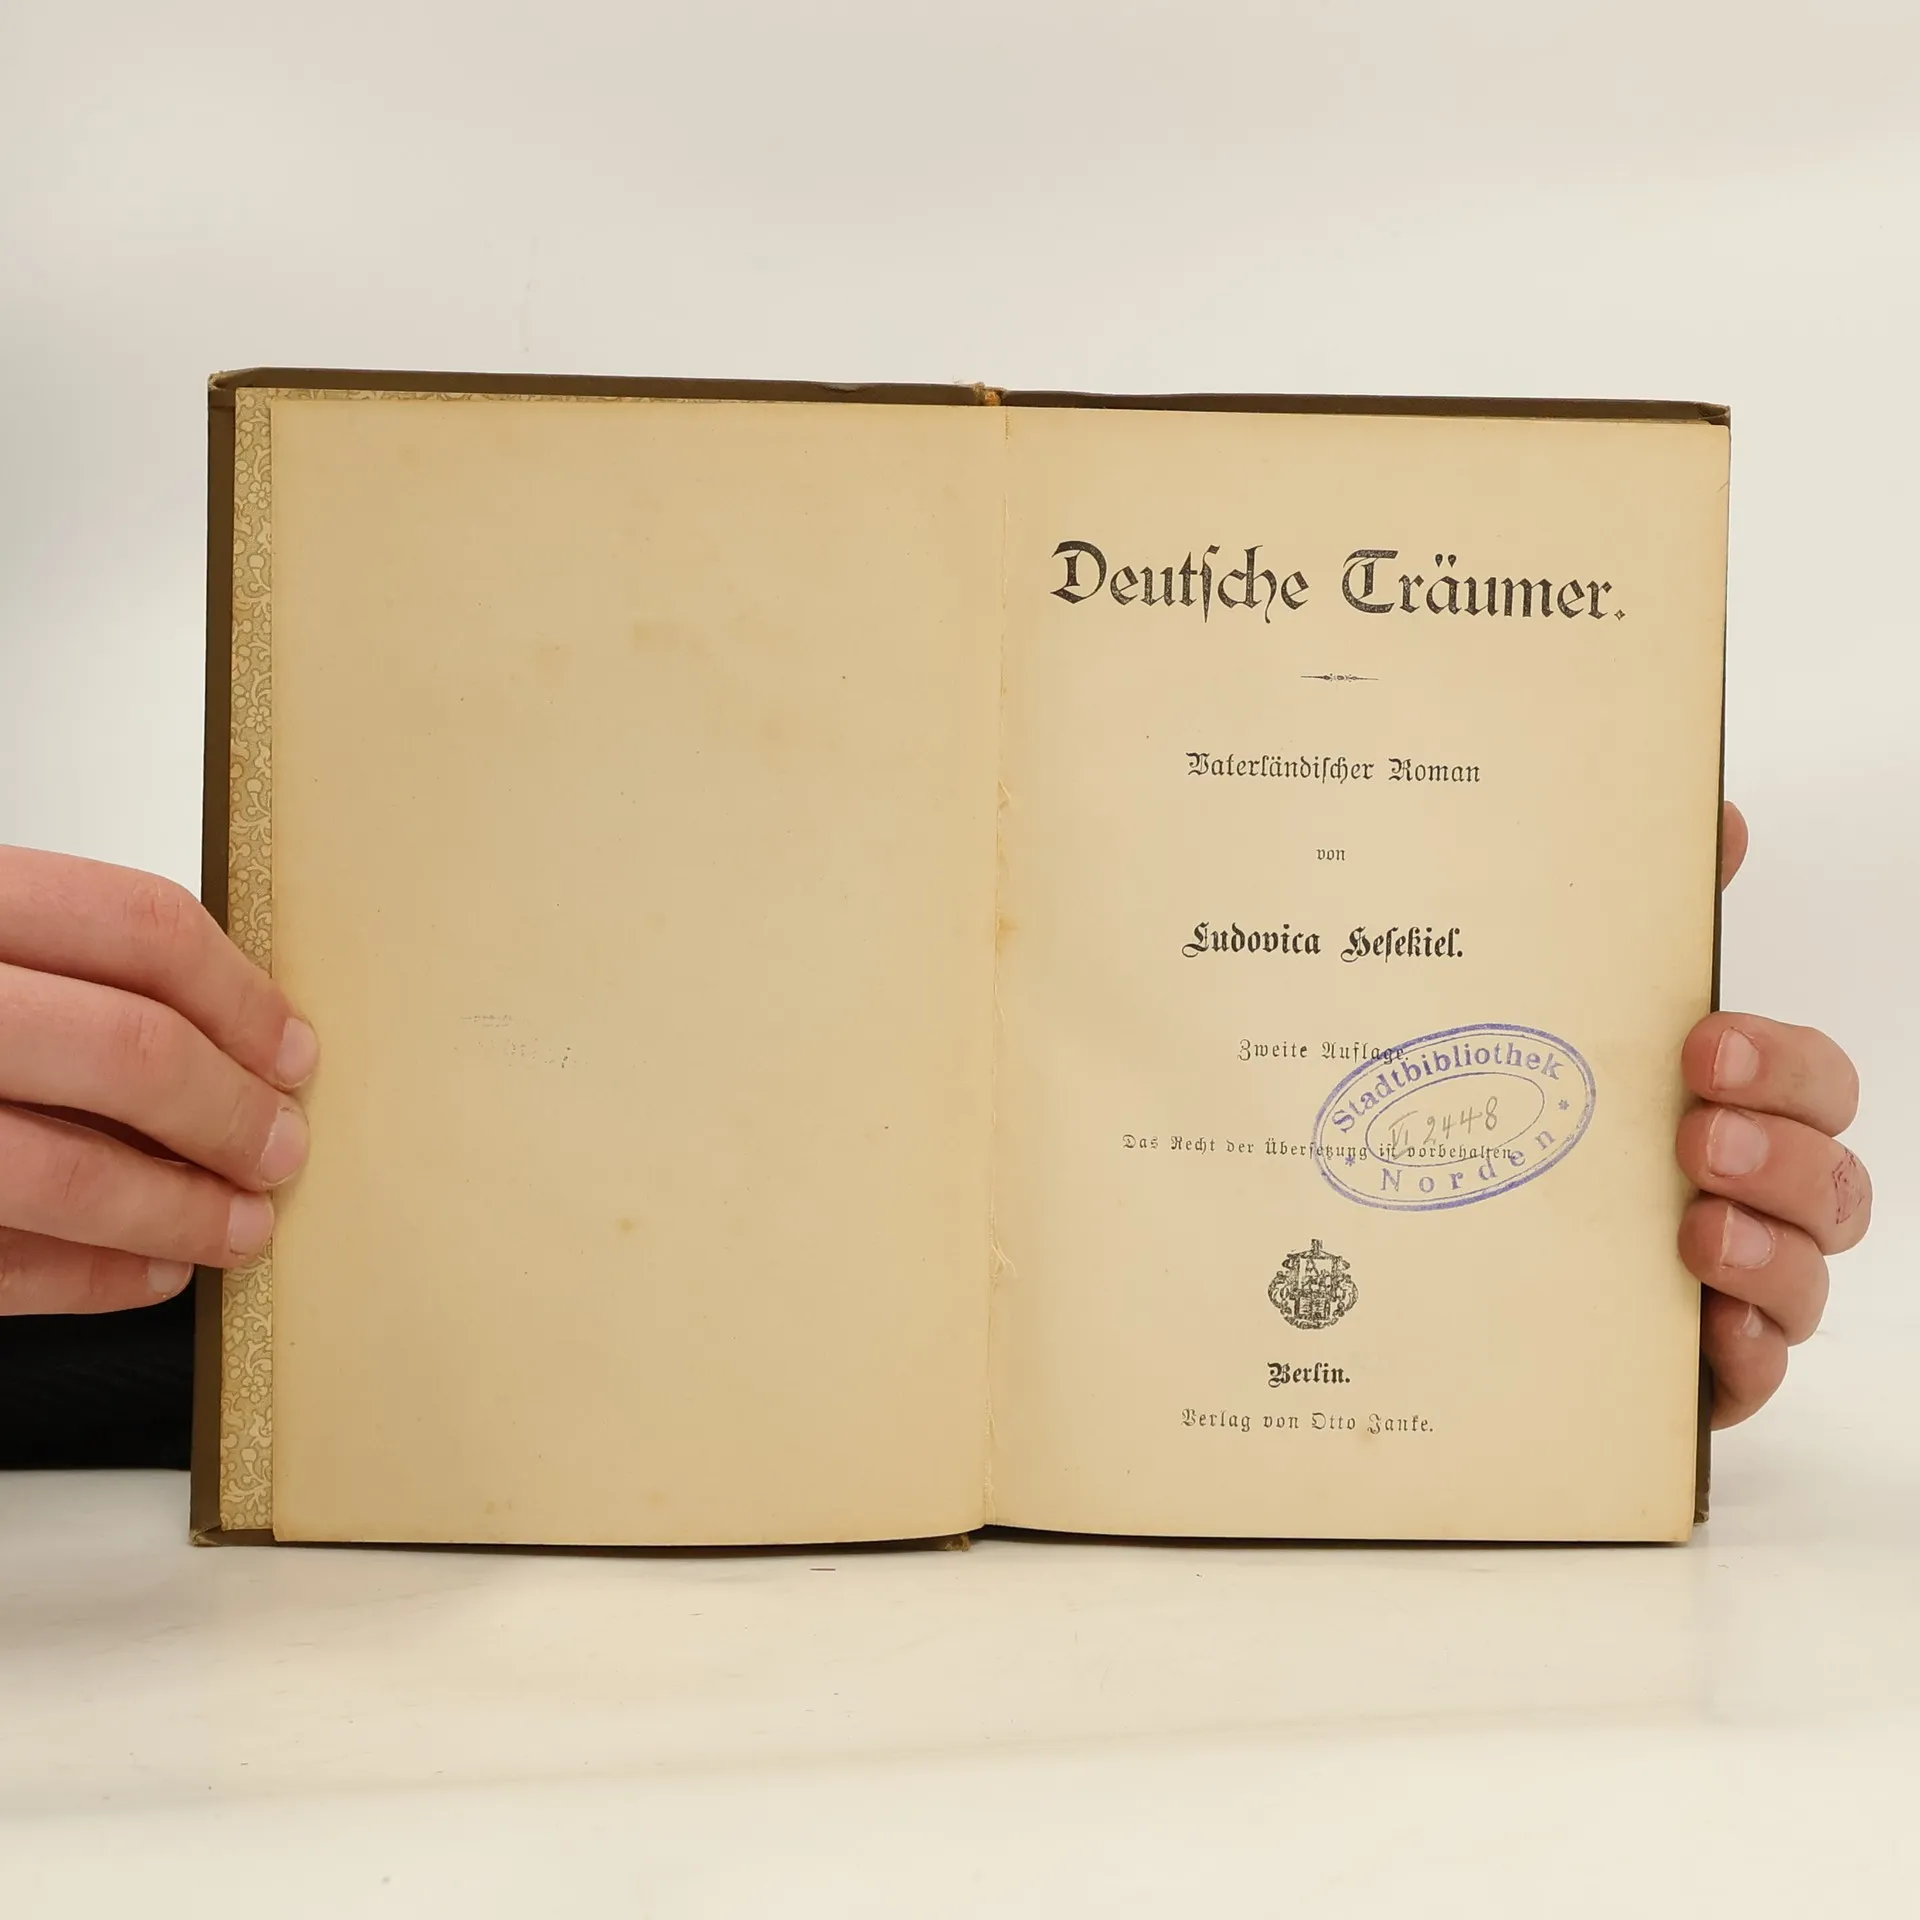 Deutſche Träumer.
Vaterländiſcher Roman
von
Ludovica Heſekiel.
Zweite Auflage.
Das Recht der Überſetzung iſt vorbehalten.
Stadtbibliothek
VI 2448
* Norden *
Berlin.
Verlag von Otto Janke.